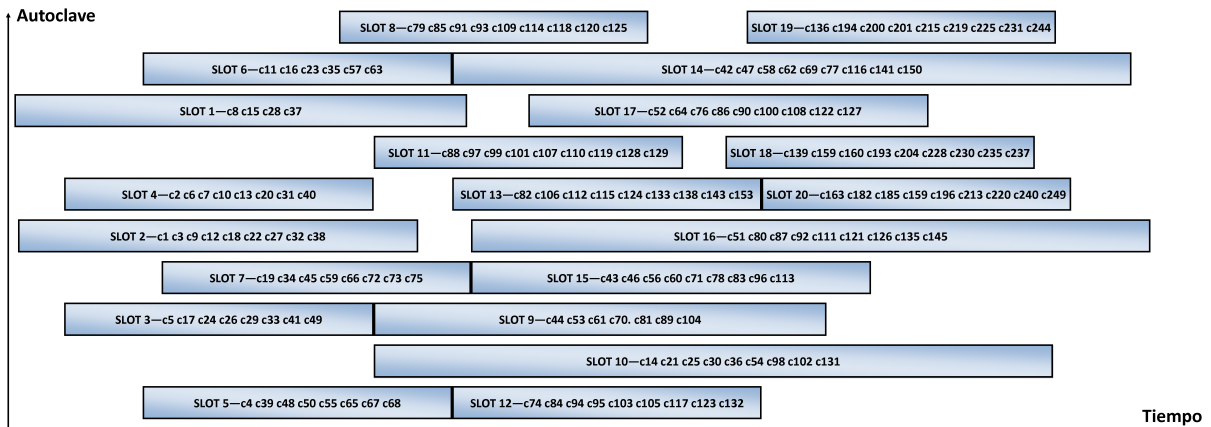 Autoclave
SLOT 8—c79 c85 c91 c93 c109 c114 c118 c120 c125
SLOT 19—c136 c194 c200 c201 c215 c219 c225 c231 c244
SLOT 6—c11 c16 c23 c35 c57 c63
SLOT 14—c42 c47 c58 c62 c69 c77 c116 c141 c150
SLOT 1—c8 c15 c28 c37
SLOT 17—c52 c64 c76 c86 c90 c100 c108 c122 c127
SLOT 11—c88 c97 c99 c101 c107 c110 c119 c128 c129
SLOT 18—c139 c159 c160 c193 c204 c228 c230 c235 c237
SLOT 4—c2 c6 c7 c10 c13 c20 c31 c40
SLOT 13—c82 c106 c112 c115 c124 c133 c138 c143 c153
SLOT 20—c163 c182 c185 c159 c196 c213 c220 c240 c249
SLOT 2—c1 c3 c9 c12 c18 c22 c27 c32 c38
SLOT 16—c51 c80 c87 c92 c111 c121 c126 c135 c145
SLOT 7—c19 c34 c45 c59 c66 c72 c73 c75
SLOT 15—c43 c46 c56 c60 c71 c78 c83 c96 c113
SLOT 3—c5 c17 c24 c26 c29 c33 c41 c49
SLOT 9—c44 c53 c61 c70. c81 c89 c104
SLOT 10—c14 c21 c25 c30 c36 c54 c98 c102 c131
SLOT 5—c4 c39 c48 c50 c55 c65 c67 c68
SLOT 12—c74 c84 c94 c95 c103 c105 c117 c123 c132
Tiempo